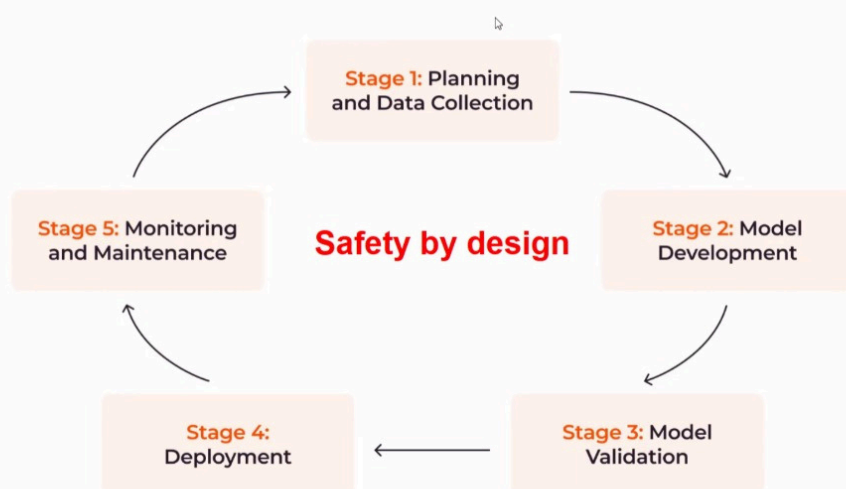 Stage 1: Planning
and Data Collection
Stage 2: Model
Development
Stage 3: Model
Validation
Stage 4:
Deployment
Stage 5: Monitoring
and Maintenance
Safety by design